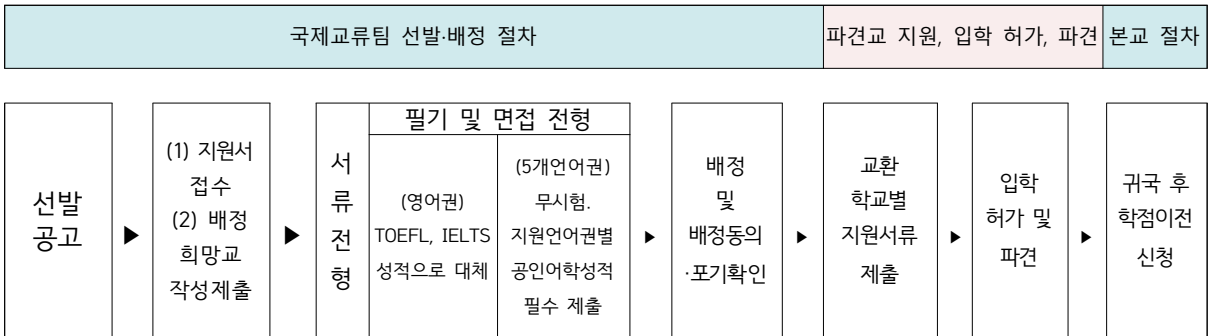 국제교류팀 선발·배정 절차
파견교 지원, 입학 허가, 파견
본교 절차
선발
공고
▶
(1) 지원서
접수
(2) 배정
희망교
작성제출
▶
서
류
전
형
필기 및 면접 전형
(영어권)
TOEFL, IELTS
성적으로 대체
(5개언어권)
무시험.
지원언어권별
공인어학성적
필수 제출
▶
배정
및
배정동의
·포기확인
▶
교환
학교별
지원서류
제출
▶
입학
허가 및
파견
▶
귀국 후
학점이전
신청